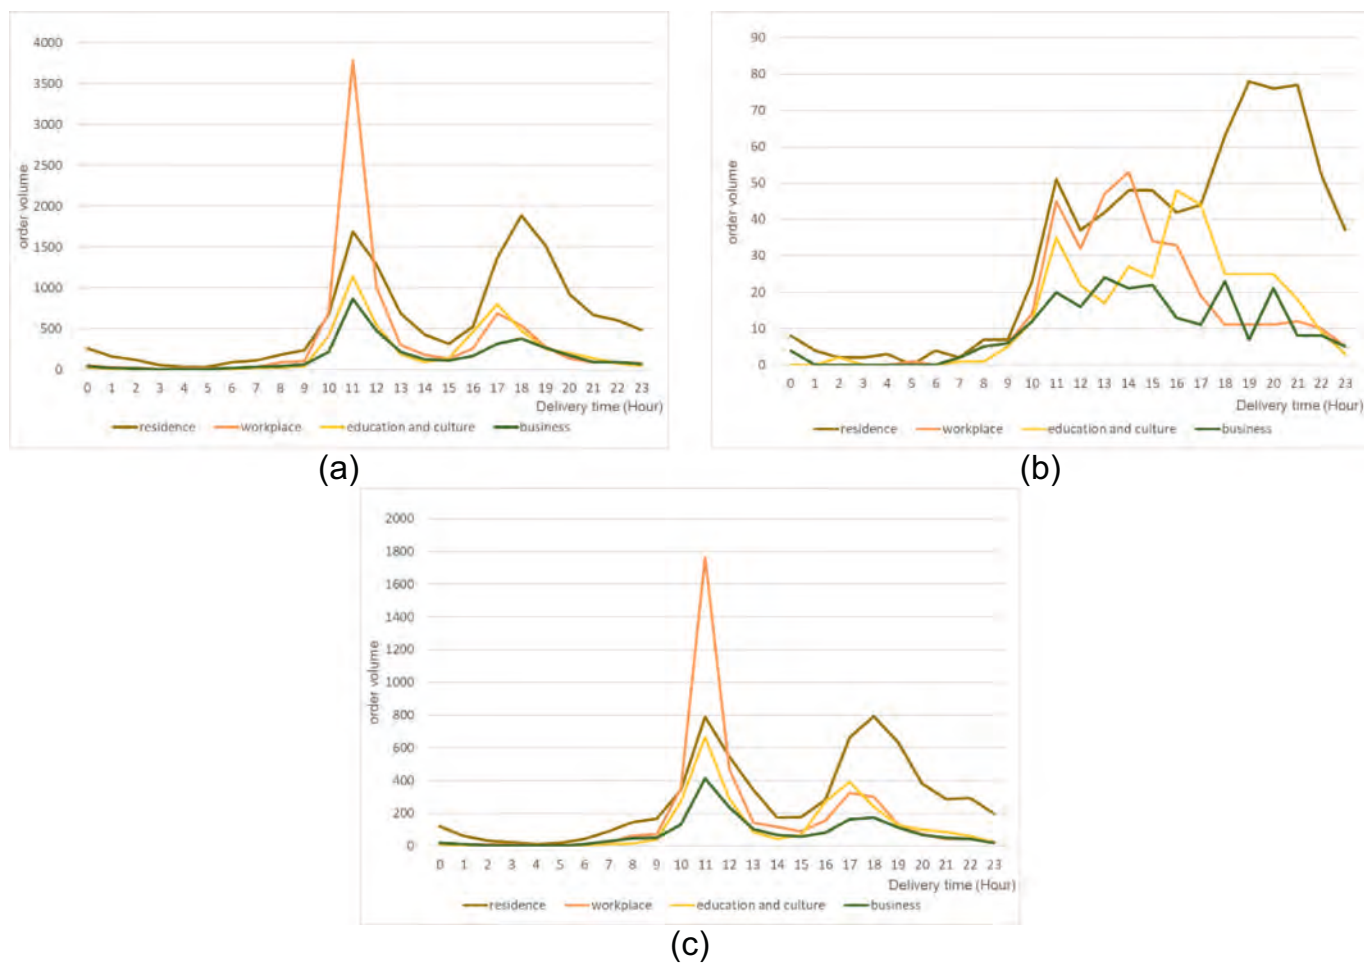 4000
3500
3000
2500
2000
1500
1000
500
0
order volume
0 1 2 3 4 5 6 7 8 9 10 11 12 13 14 15 16 17 18 19 20 21 22 23
Delivery time (Hour)
residence workplace education and culture business
(a)
90
80
70
60
50
40
30
20
10
0
order volume
0 1 2 3 4 5 6 7 8 9 10 11 12 13 14 15 16 17 18 19 20 21 22 23
Delivery time (Hour)
residence workplace education and culture business
(b)
2000
1800
1600
1400
1200
1000
800
600
400
200
0
order volume
0 1 2 3 4 5 6 7 8 9 10 11 12 13 14 15 16 17 18 19 20 21 22 23
Delivery time (Hour)
residence workplace education and culture business
(c)